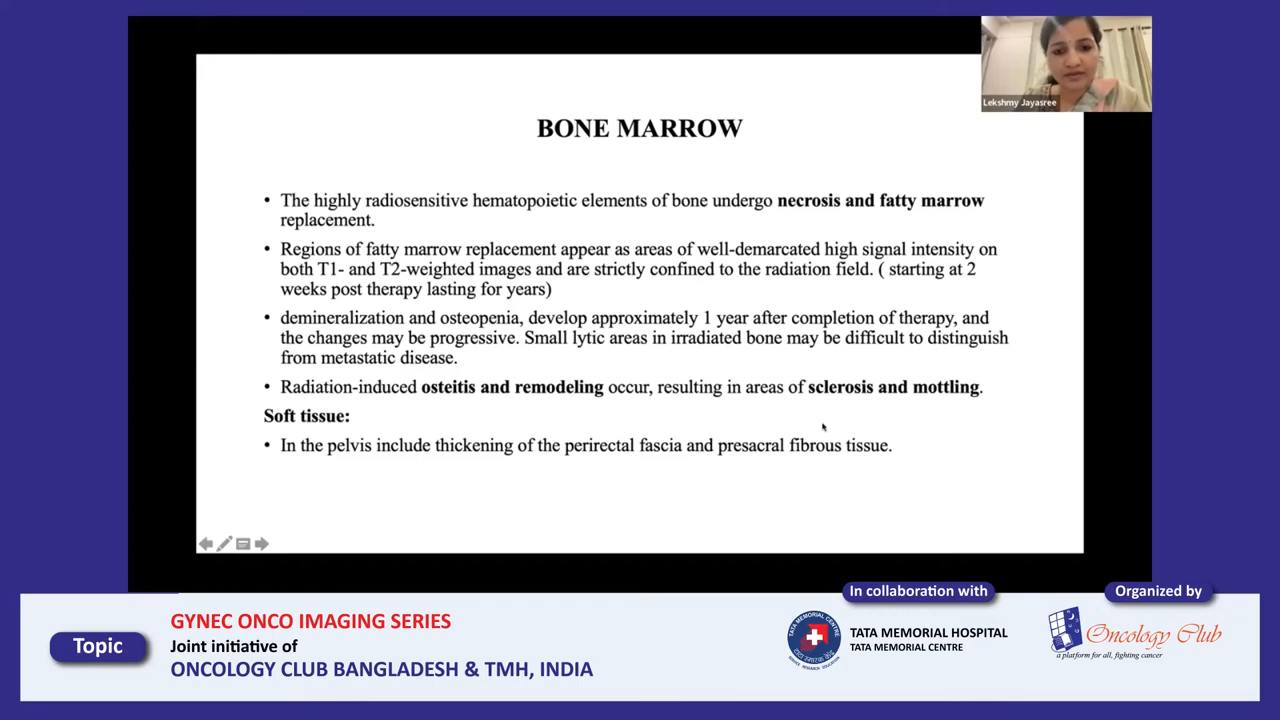 Lekshmy Jayasree
BONE MARROW
• The highly radiosensitive hematopoietic elements of bone undergo necrosis and fatty marrow
replacement.
• Regions of fatty marrow replacement appear as areas of well-demarcated high signal intensity on
both T1- and T2-weighted images and are strictly confined to the radiation field. ( starting at 2
weeks post therapy lasting for years)
• demineralization and osteopenia, develop approximately 1 year after completion of therapy, and
the changes may be progressive. Small lytic areas in irradiated bone may be difficult to distinguish
from metastatic disease.
• Radiation-induced osteitis and remodeling occur, resulting in areas of sclerosis and mottling.
Soft tissue:
• In the pelvis include thickening of the perirectal fascia and presacral fibrous tissue.
Topic
GYNEC ONCO IMAGING SERIES
Joint initiative of
ONCOLOGY CLUB BANGLADESH & TMH, INDIA
In collaboration with
TATA MEMORIAL CENTRE
TATA MEMORIAL HOSPITAL
TATA MEMORIAL CENTRE
Organized by
Oncology Club
a platform for all, fighting cancer